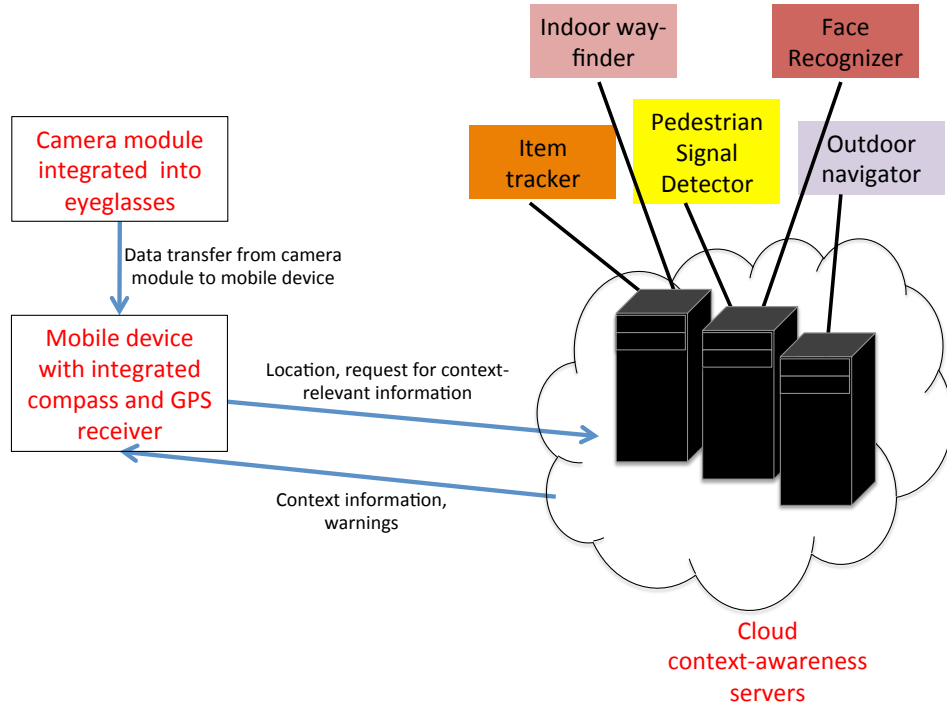 Indoor way-
finder
Face
Recognizer
Camera module
integrated into
eyeglasses
Item
tracker
Pedestrian
Signal
Detector
Outdoor
navigator
Data transfer from camera
module to mobile device
Mobile device
with integrated
compass and GPS
receiver
Location, request for context-
relevant information
Context information,
warnings
Cloud
context-awareness
servers